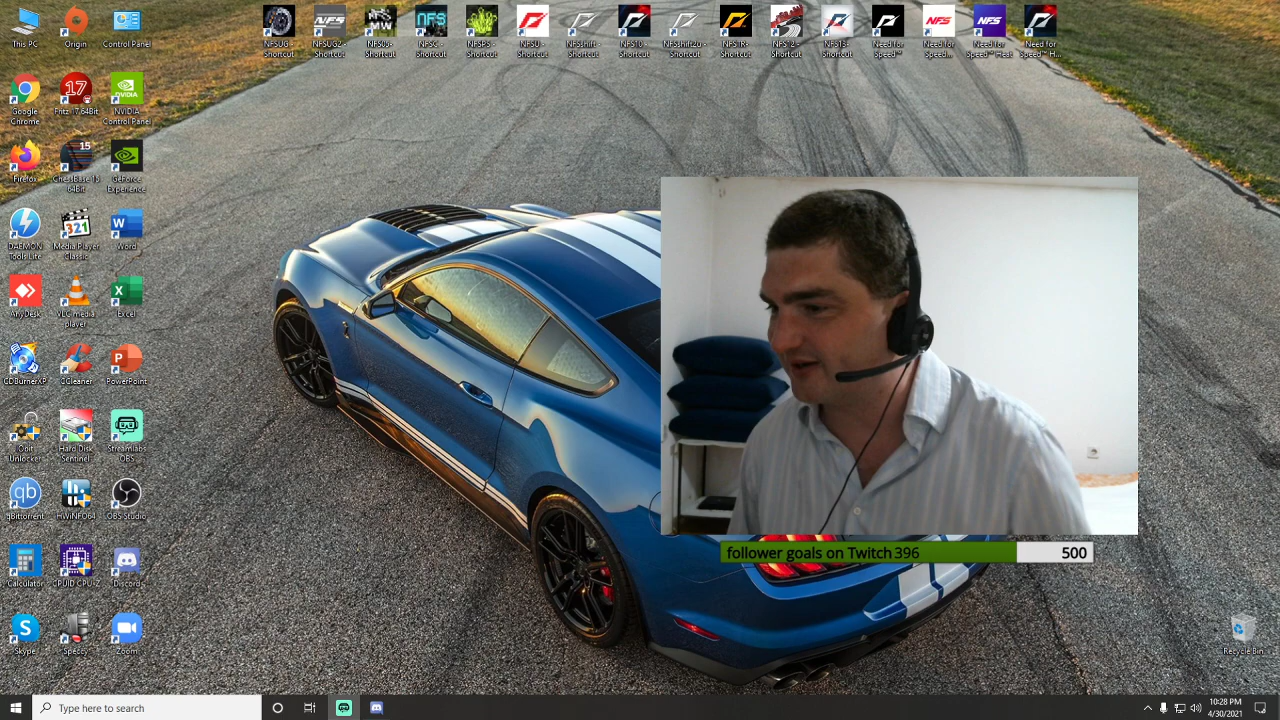 This PC
Origin
Control Panel
NFSUG -
Shortcut
NFSUG2 -
Shortcut
Shortcut
NFSC -
Shortcut
NFSPS -
Shortcut
NFSU -
Shortcut
NFSshift -
Shortcut
NFS10 -
Shortcut
NFSshift2u -
Shortcut
NFSTR -
Shortcut
NFS12 -
Shortcut
NFS13 -
Shortcut
Need for
Speed™
Need for
Speed...
Need for
Speed™ Heat
Need for
Speed™ H...
Google
Chrome
Fritz 17 64Bit
NVIDIA
Control Panel
Firefox
ChessBase 15
64Bit
GeForce
Experience
DAEMON
Tools Lite
Media Player
Classic
Word
AnyDesk
VLC media
player
Excel
CDBurnerXP
CCleaner
PowerPoint
IObit
Unlocker
Hard Disk
Sentinel
Streamlabs
OBS
qBittorrent
HWiNFO64
OBS Studio
Calculator
CPUID CPU-Z
Discord
Skype
Speccy
Zoom
follower goals on Twitch 396
500
Recycle Bin
Type here to search
10:28 PM
4/30/2021